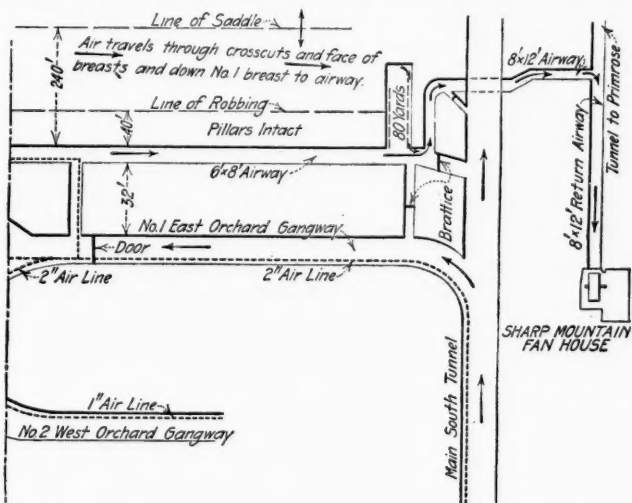 Line of Saddle
Air travels through crosscuts and face of
breasts and down No.1 breast to airway.
240'
Line of Robbing
40'
Pillars Intact
80 Yards
8'x12' Airway
Tunnel to Primrose
6'x8' Airway
32'
8'x12' Return Airway
Brattice
No.1 East Orchard Gangway
Door
2" Air Line
2" Air Line
SHARP MOUNTAIN
FAN HOUSE
1" Air Line
No.2 West Orchard Gangway
Main South Tunnel